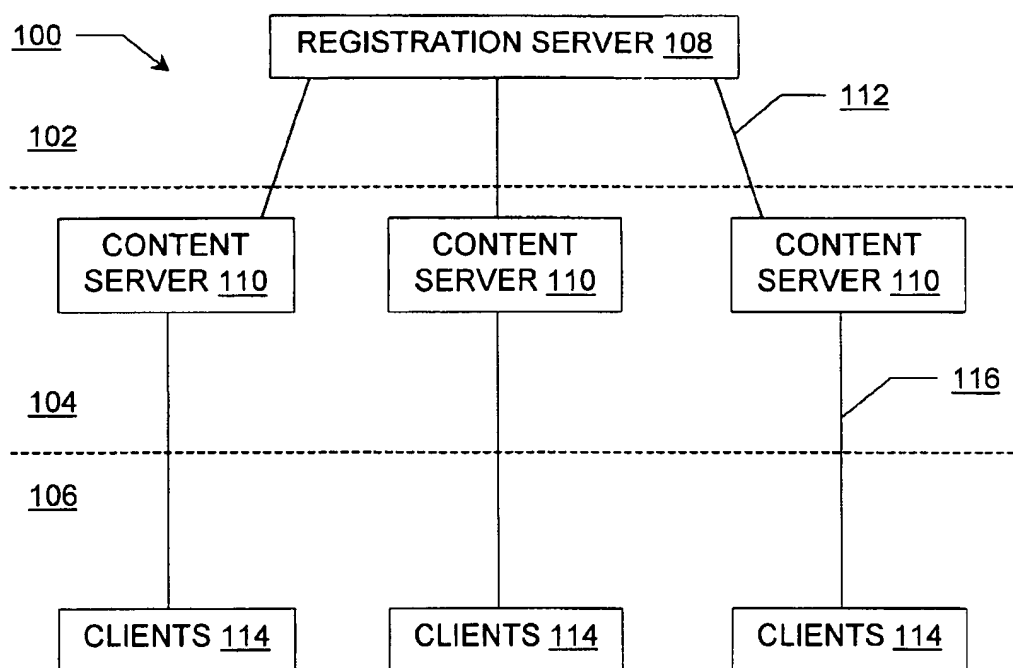 100
REGISTRATION SERVER 108
112
102
CONTENT
SERVER 110
CONTENT
SERVER 110
CONTENT
SERVER 110
104
116
106
CLIENTS 114
CLIENTS 114
CLIENTS 114